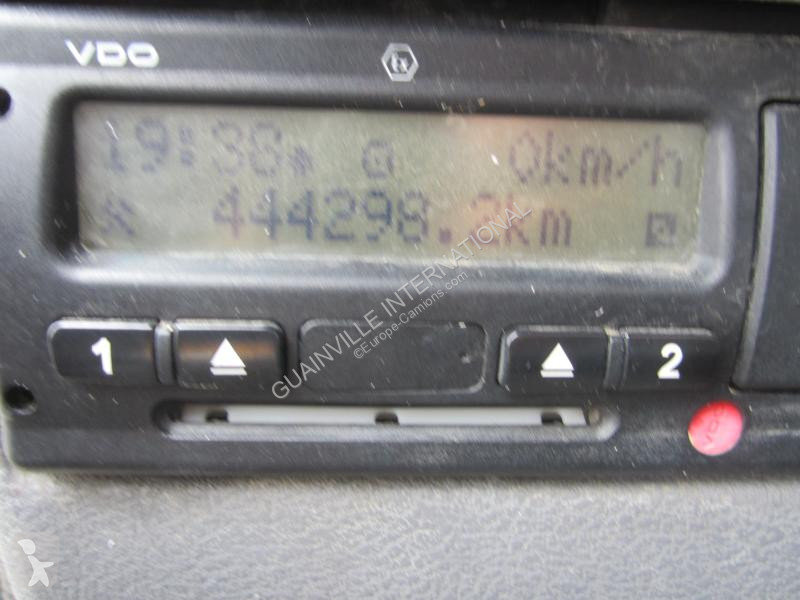 VDO
19:38 0km/h
444298.2km
1 2
VDO
GUAINVILLE INTERNATIONAL
©Europe-Camions.com